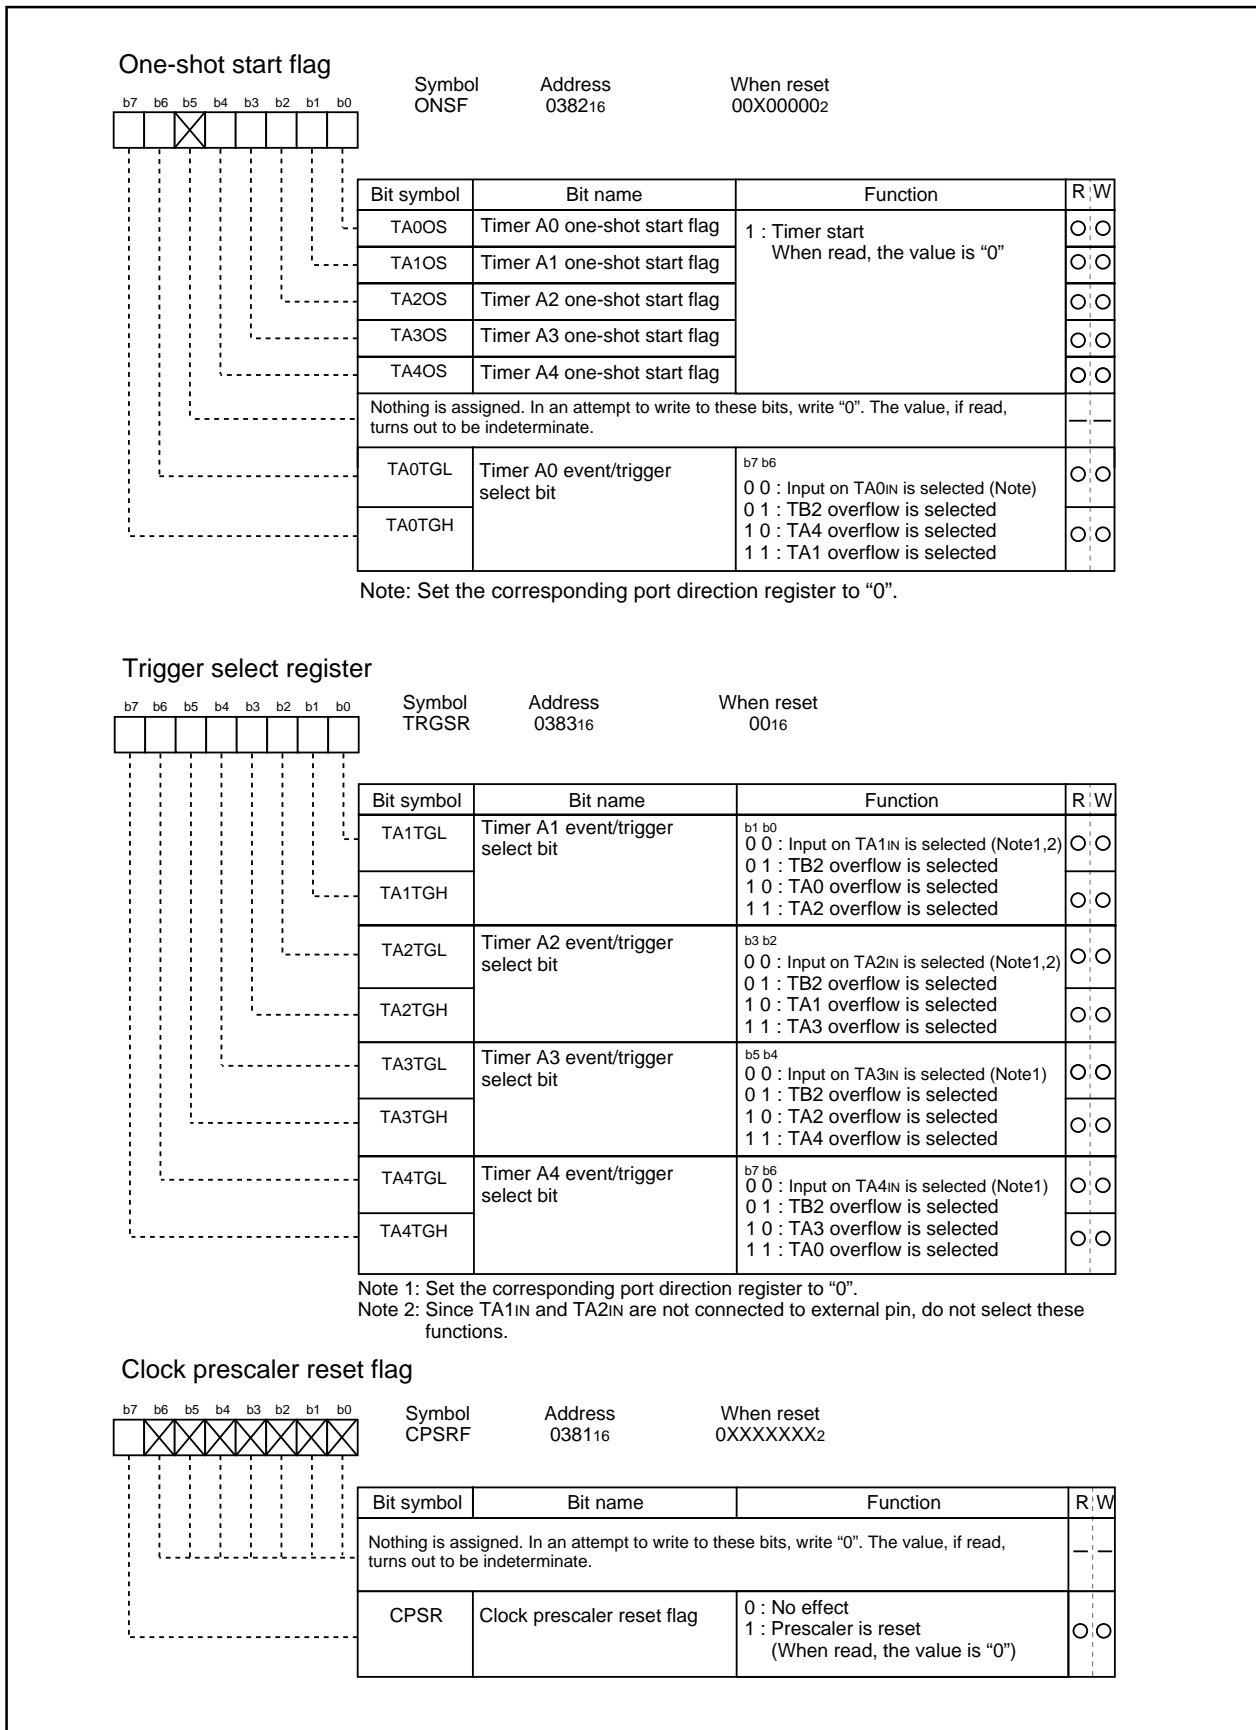 One-shot start flag
Symbol Address When reset
ONSF 038216 00X000002
b7 b6 b5 b4 b3 b2 b1 b0
Bit symbol Bit name Function R W
TA0OS Timer A0 one-shot start flag 1 : Timer start
When read, the value is “0”
TA1OS Timer A1 one-shot start flag
TA2OS Timer A2 one-shot start flag
TA3OS Timer A3 one-shot start flag
TA4OS Timer A4 one-shot start flag
Nothing is assigned. In an attempt to write to these bits, write “0”. The value, if read,
turns out to be indeterminate.
TA0TGL Timer A0 event/trigger
select bit
TA0TGH
b7 b6
0 0 : Input on TA0IN is selected (Note)
0 1 : TB2 overflow is selected
1 0 : TA4 overflow is selected
1 1 : TA1 overflow is selected
Note: Set the corresponding port direction register to “0”.
Trigger select register
Symbol Address When reset
TRGSR 038316 0016
b7 b6 b5 b4 b3 b2 b1 b0
Bit symbol Bit name Function R W
TA1TGL Timer A1 event/trigger
select bit
TA1TGH
b1 b0
0 0 : Input on TA1IN is selected (Note1,2)
0 1 : TB2 overflow is selected
1 0 : TA0 overflow is selected
1 1 : TA2 overflow is selected
TA2TGL Timer A2 event/trigger
select bit
TA2TGH
b3 b2
0 0 : Input on TA2IN is selected (Note1,2)
0 1 : TB2 overflow is selected
1 0 : TA1 overflow is selected
1 1 : TA3 overflow is selected
TA3TGL Timer A3 event/trigger
select bit
TA3TGH
b5 b4
0 0 : Input on TA3IN is selected (Note1)
0 1 : TB2 overflow is selected
1 0 : TA2 overflow is selected
1 1 : TA4 overflow is selected
TA4TGL Timer A4 event/trigger
select bit
TA4TGH
b7 b6
0 0 : Input on TA4IN is selected (Note1)
0 1 : TB2 overflow is selected
1 0 : TA3 overflow is selected
1 1 : TA0 overflow is selected
Note 1: Set the corresponding port direction register to “0”.
Note 2: Since TA1IN and TA2IN are not connected to external pin, do not select these
functions.
Clock prescaler reset flag
Symbol Address When reset
CPSRF 038116 0XXXXXXX2
b7 b6 b5 b4 b3 b2 b1 b0
Bit symbol Bit name Function R W
Nothing is assigned. In an attempt to write to these bits, write “0”. The value, if read,
turns out to be indeterminate.
CPSR Clock prescaler reset flag 0 : No effect
1 : Prescaler is reset
(When read, the value is “0”)